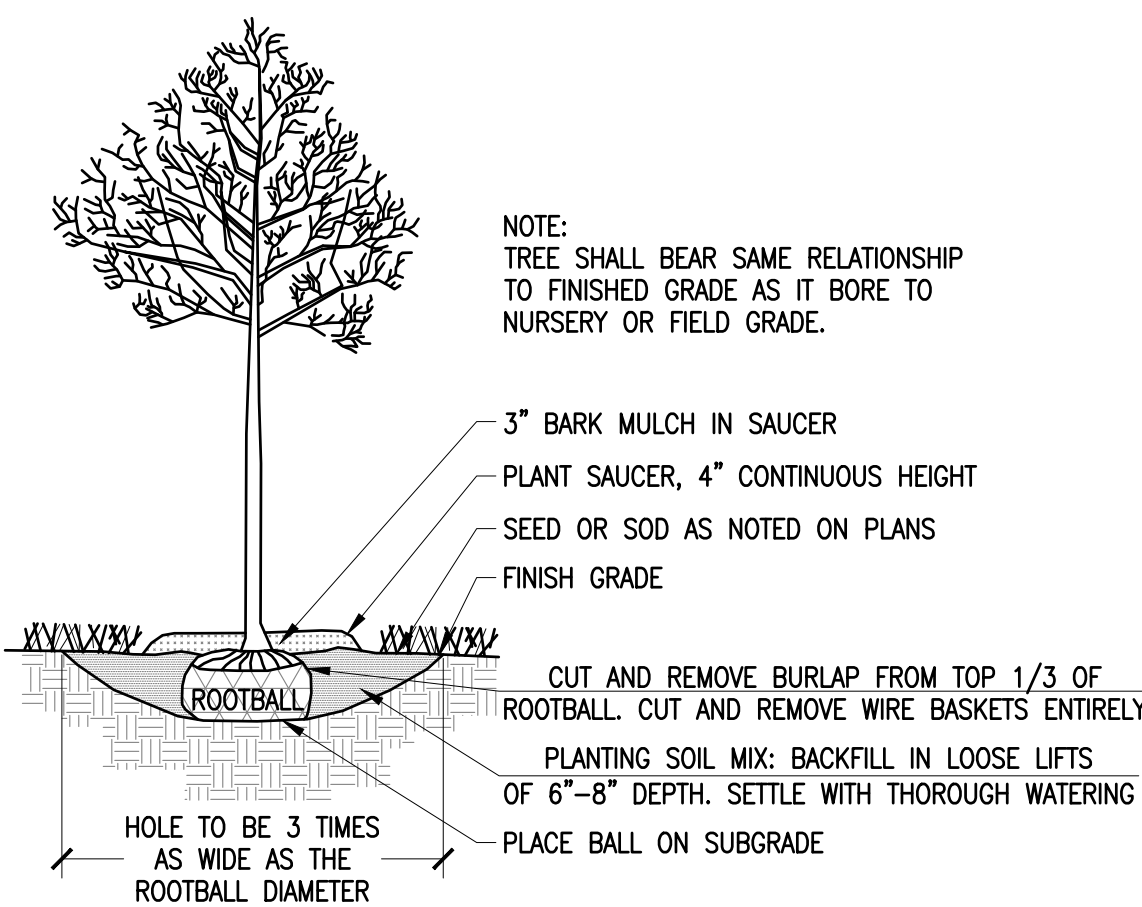 NOTE:
TREE SHALL BEAR SAME RELATIONSHIP
TO FINISHED GRADE AS IT BORE TO
NURSERY OR FIELD GRADE.
3" BARK MULCH IN SAUCER
PLANT SAUCER, 4" CONTINUOUS HEIGHT
SEED OR SOD AS NOTED ON PLANS
FINISH GRADE
CUT AND REMOVE BURLAP FROM TOP 1/3 OF
ROOTBALL. CUT AND REMOVE WIRE BASKETS ENTIRELY
ROOTBALL
PLANTING SOIL MIX: BACKFILL IN LOOSE LIFTS
OF 6"-8" DEPTH. SETTLE WITH THOROUGH WATERING
PLACE BALL ON SUBGRADE
HOLE TO BE 3 TIMES
AS WIDE AS THE
ROOTBALL DIAMETER